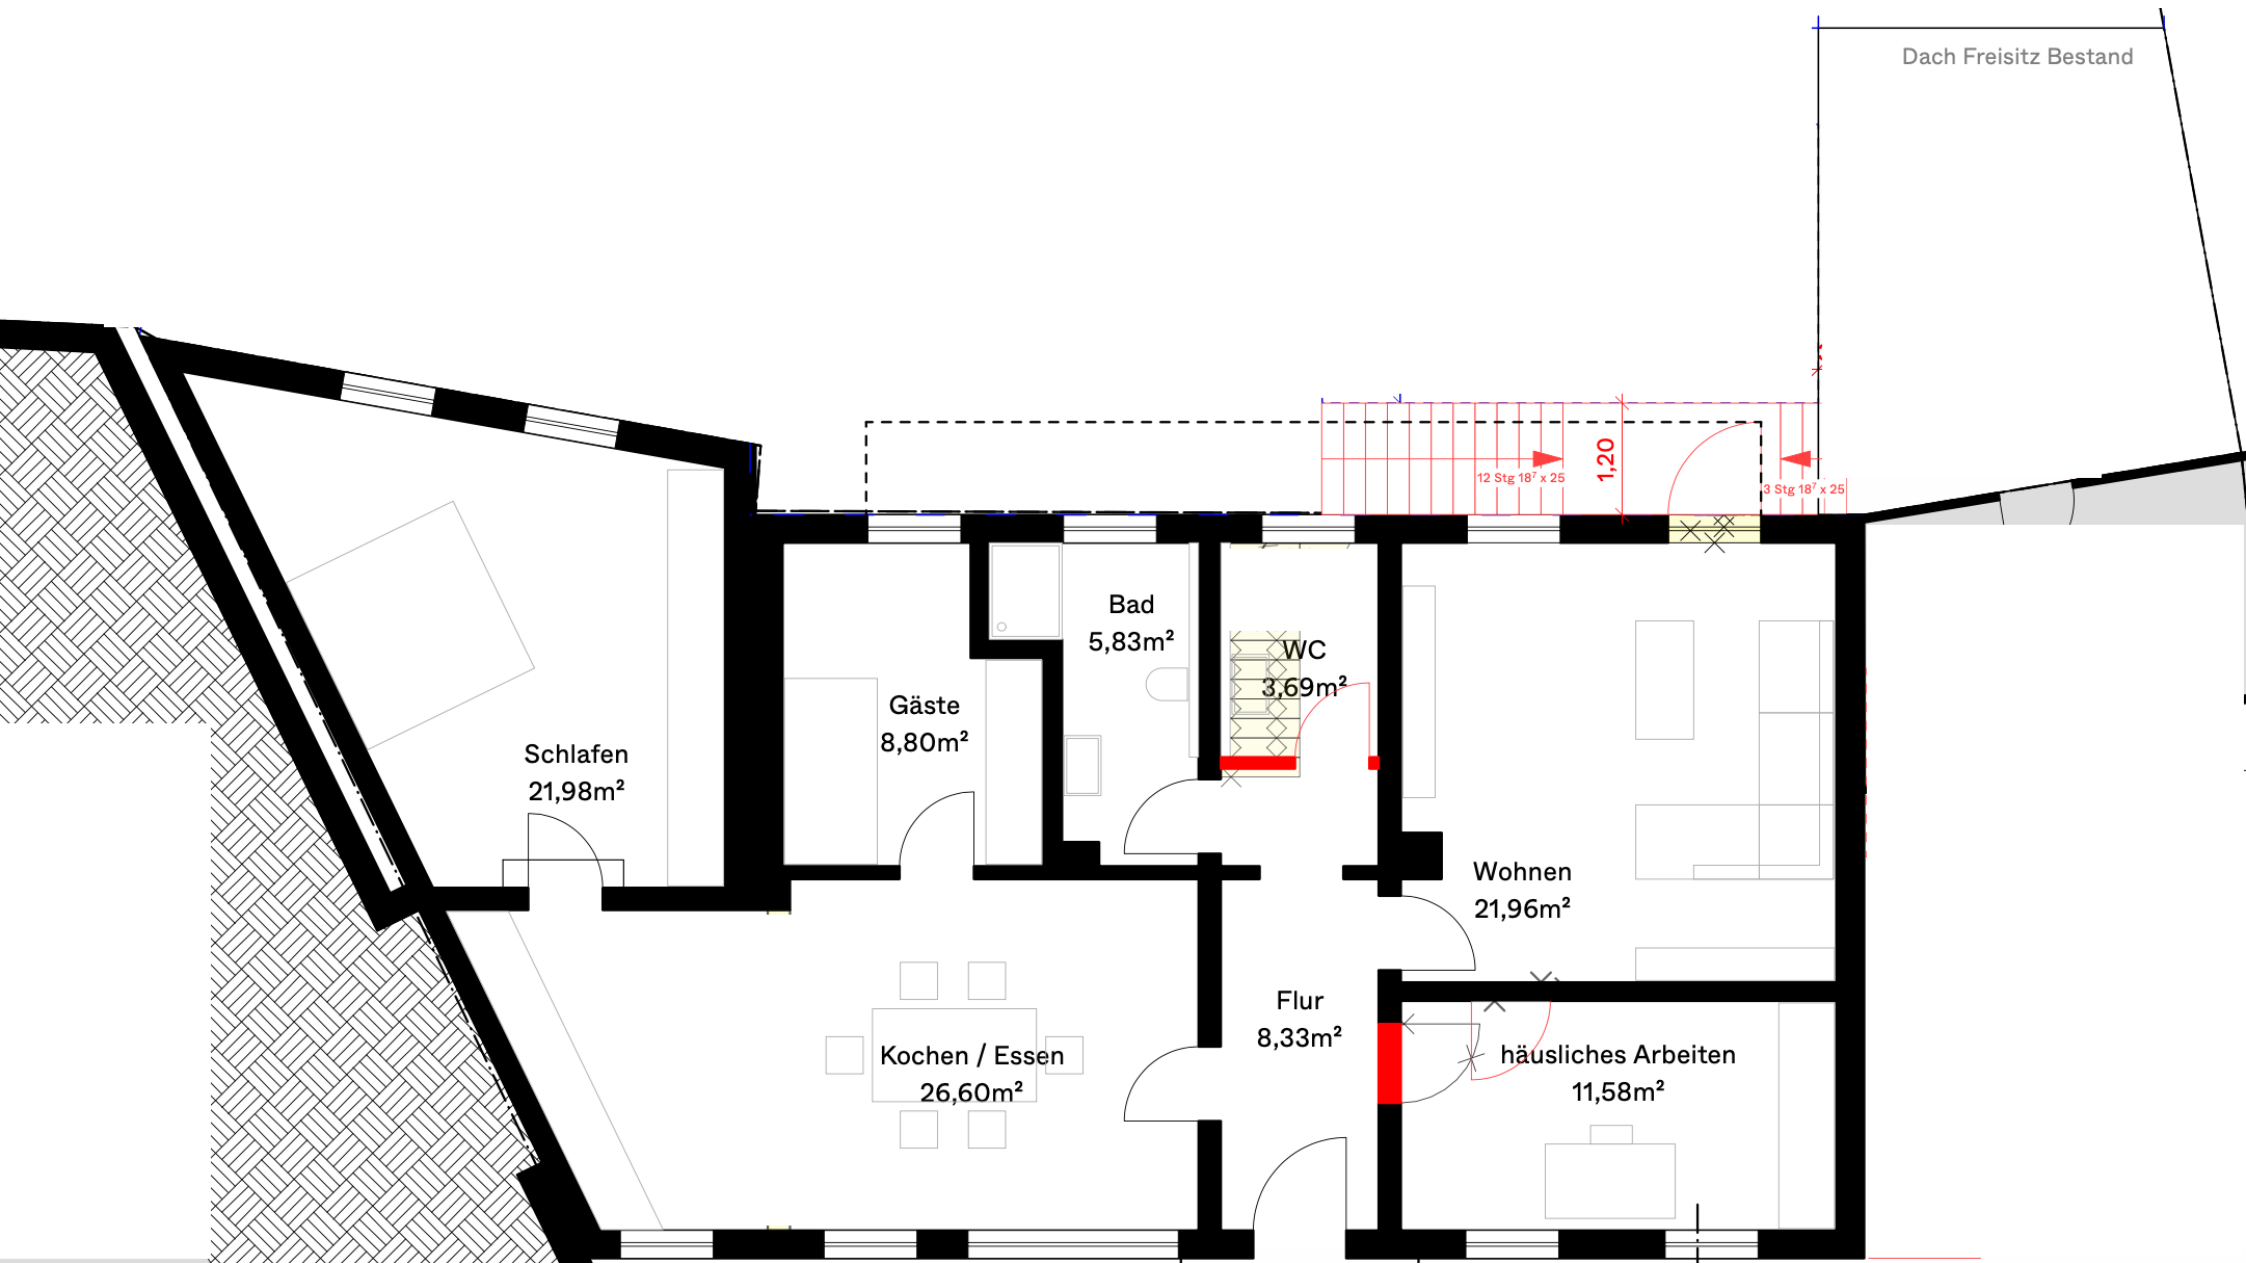 Dach Freisitz Bestand
1,20
12 Stg 18⁷ x 25
3 Stg 18⁷ x 25
Bad
5,83m²
WC
3,69m²
Gäste
8,80m²
Schlafen
21,98m²
Wohnen
21,96m²
Flur
8,33m²
Kochen / Essen
26,60m²
häusliches Arbeiten
11,58m²